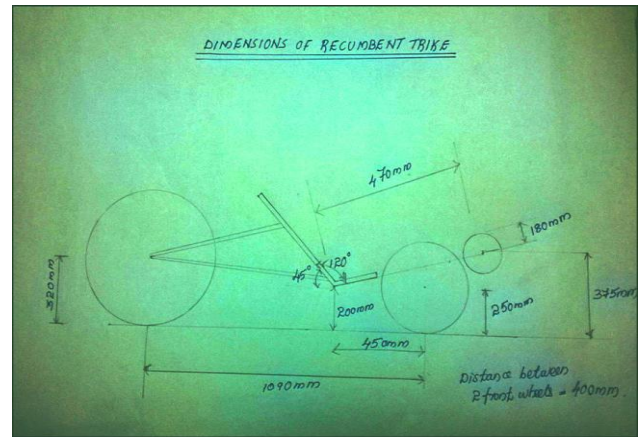 DIMENSIONS OF RECUMBENT TRIKE
470mm
180mm
120°
45°
320mm
200mm
250mm
375mm
450mm
1090mm
Distance between
2 front wheels = 400mm.